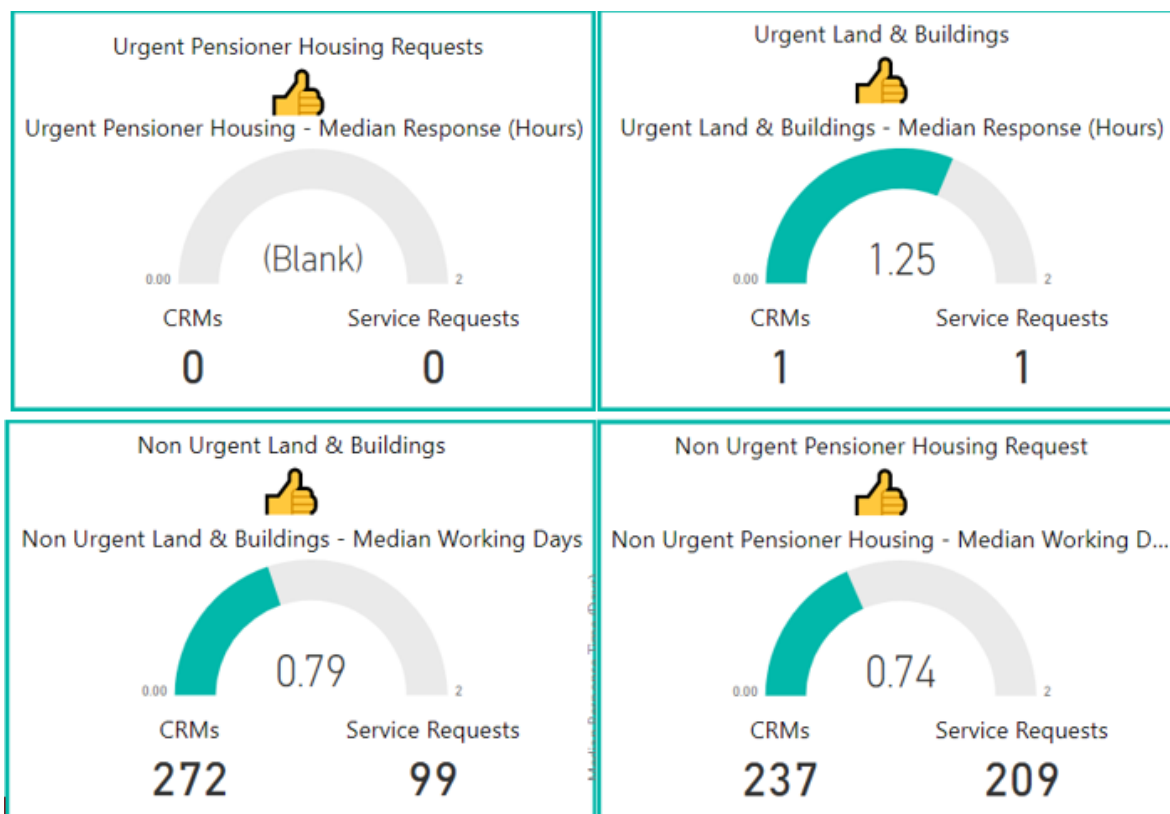 Urgent Pensioner Housing Requests
Urgent Pensioner Housing - Median Response (Hours)
(Blank)
0.00 2
CRMs Service Requests
0 0
Urgent Land & Buildings
Urgent Land & Buildings - Median Response (Hours)
1.25
0.00 2
CRMs Service Requests
1 1
Non Urgent Land & Buildings
Non Urgent Land & Buildings - Median Working Days
0.79
0.00 2
CRMs Service Requests
272 99
Non Urgent Pensioner Housing Request
Non Urgent Pensioner Housing - Median Working D...
0.74
0.00 2
CRMs Service Requests
237 209